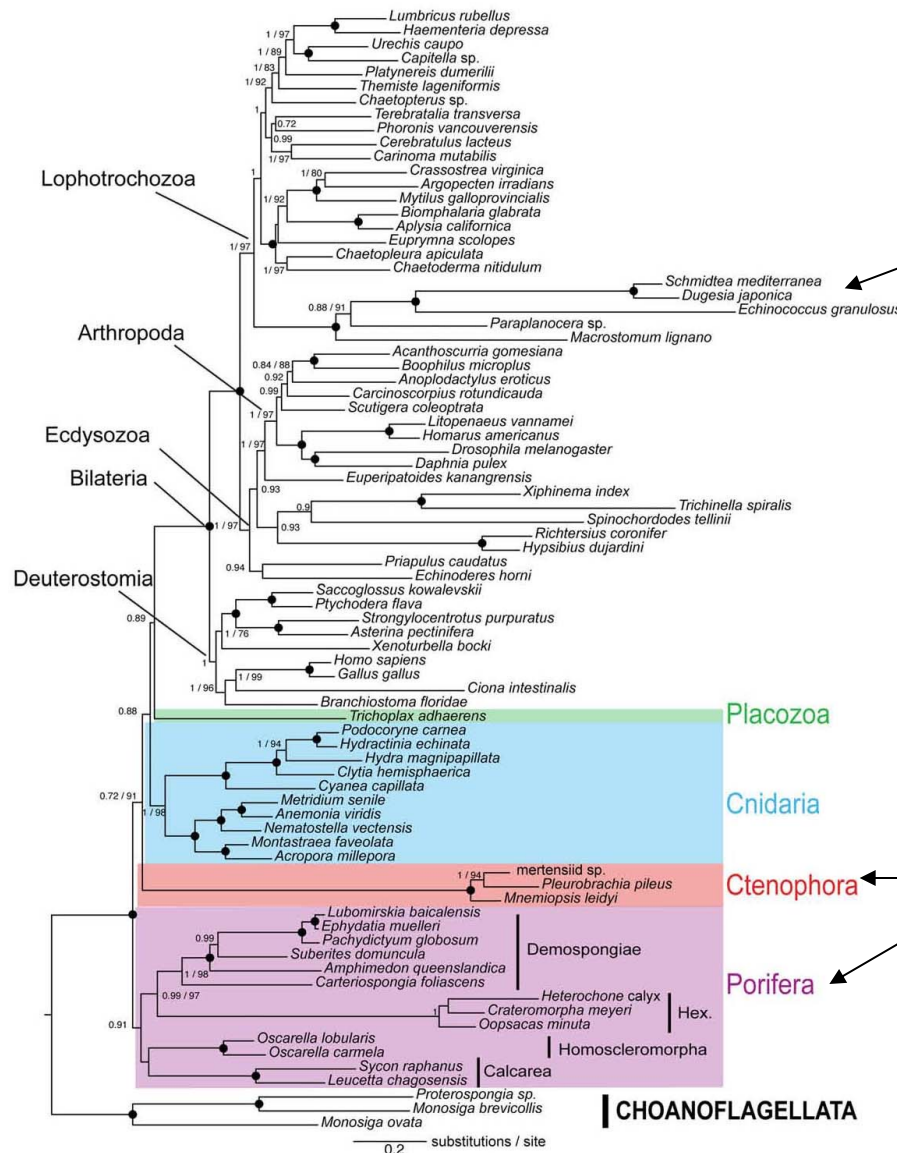 Lumbricus rubellus
Haementeria depressa
1 / 97
Urechis caupo
1 / 89
Capitella sp.
1 / 83
Platynereis dumerilii
1 / 92
Themiste lageniformis
Chaetopterus sp.
1
Terebratalia transversa
0.72
Phoronis vancouverensis
0.99
Cerebratulus lacteus
1 / 97
Carinoma mutabilis
1
1 / 80
Crassostrea virginica
Lophotrochozoa
Argopecten irradians
1 / 92
Mytilus galloprovincialis
Biomphalaria glabrata
Aplysia californica
Euprymna scolopes
1/ 97
Chaetopleura apiculata
1 / 97
Chaetoderma nitidulum
Schmidtea mediterranea
Dugesia japonica
0.88 / 91
Echinococcus granulosus
Paraplanocera sp.
Arthropoda
Macrostomum lignano
Acanthoscurria gomesiana
0.84 / 88
Boophilus microplus
0.92
Anoplodactylus eroticus
0.99
Carcinoscorpius rotundicauda
1 / 97
Scutigera coleoptrata
Litopenaeus vannamei
Ecdysozoa
Homarus americanus
1 / 97
Drosophila melanogaster
Daphnia pulex
Bilateria
Euperipatoides kanangrensis
0.93
Xiphinema index
0.9
Trichinella spiralis
1 / 97
0.93
Spinochordodes tellinii
Richtersius coronifer
Hypsibius dujardini
0.94
Priapulus caudatus
Deuterostomia
Echinoderes horni
Saccoglossus kowalevskii
Ptychodera flava
0.89
Strongylocentrotus purpuratus
1 / 76
Asterina pectinifera
Xenoturbella bocki
1
Homo sapiens
1 / 99
Gallus gallus
1 / 96
Ciona intestinalis
Branchiostoma floridae
0.88
Trichoplax adhaerens
Placozoa
Podocoryne carnea
1 / 94
Hydractinia echinata
Hydra magnipapillata
Clytia hemisphaerica
Cyanea capillata
0.72 / 91
Metridium senile
Cnidaria
1 / 98
Anemonia viridis
Nematostella vectensis
Montastraea faveolata
Acropora millepora
1 / 94
mertensiid sp.
Pleurobrachia pileus
Ctenophora
Mnemiopsis leidyi
Lubomirskia baicalensis
Ephydatia muelleri
0.99
Pachydictyum globosum
Demospongiae
Suberites domuncula
1 / 98
Amphimedon queenslandica
Carteriospongia foliascens
Porifera
0.99 / 97
Heterochone calyx
1
Crateromorpha meyeri
Hex.
0.91
Oopsacas minuta
Oscarella lobularis
Homoscleromorpha
Oscarella carmela
Sycon raphanus
Calcarea
Leucetta chagosensis
Proterospongia sp.
Monosiga brevicollis
CHOANOFLAGELLATA
Monosiga ovata
substitutions / site
0.2